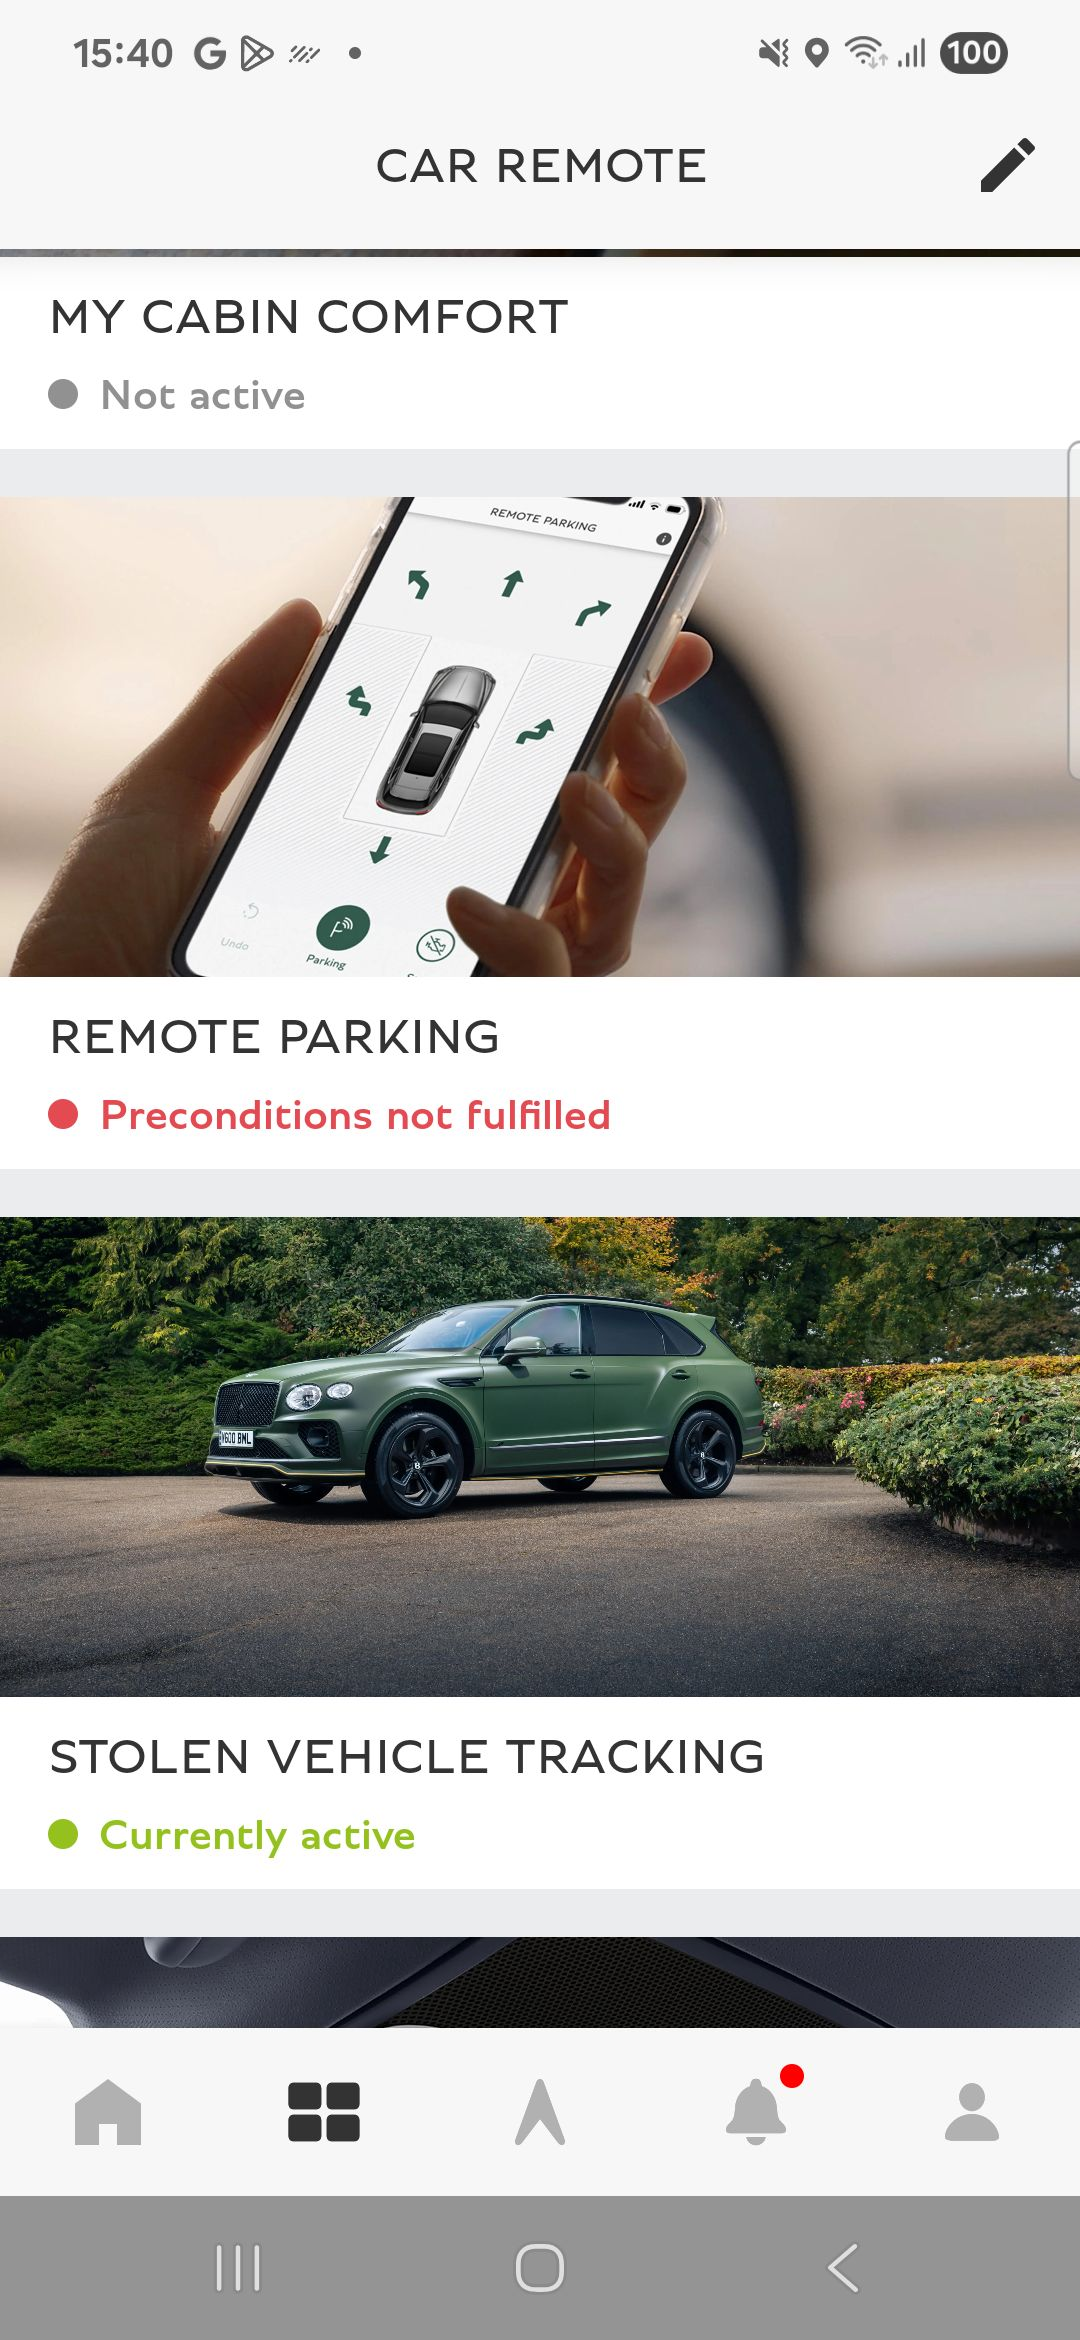 15:40
100
CAR REMOTE
MY CABIN COMFORT
Not active
REMOTE PARKING
Undo
Parking
REMOTE PARKING
Preconditions not fulfilled
STOLEN VEHICLE TRACKING
Currently active